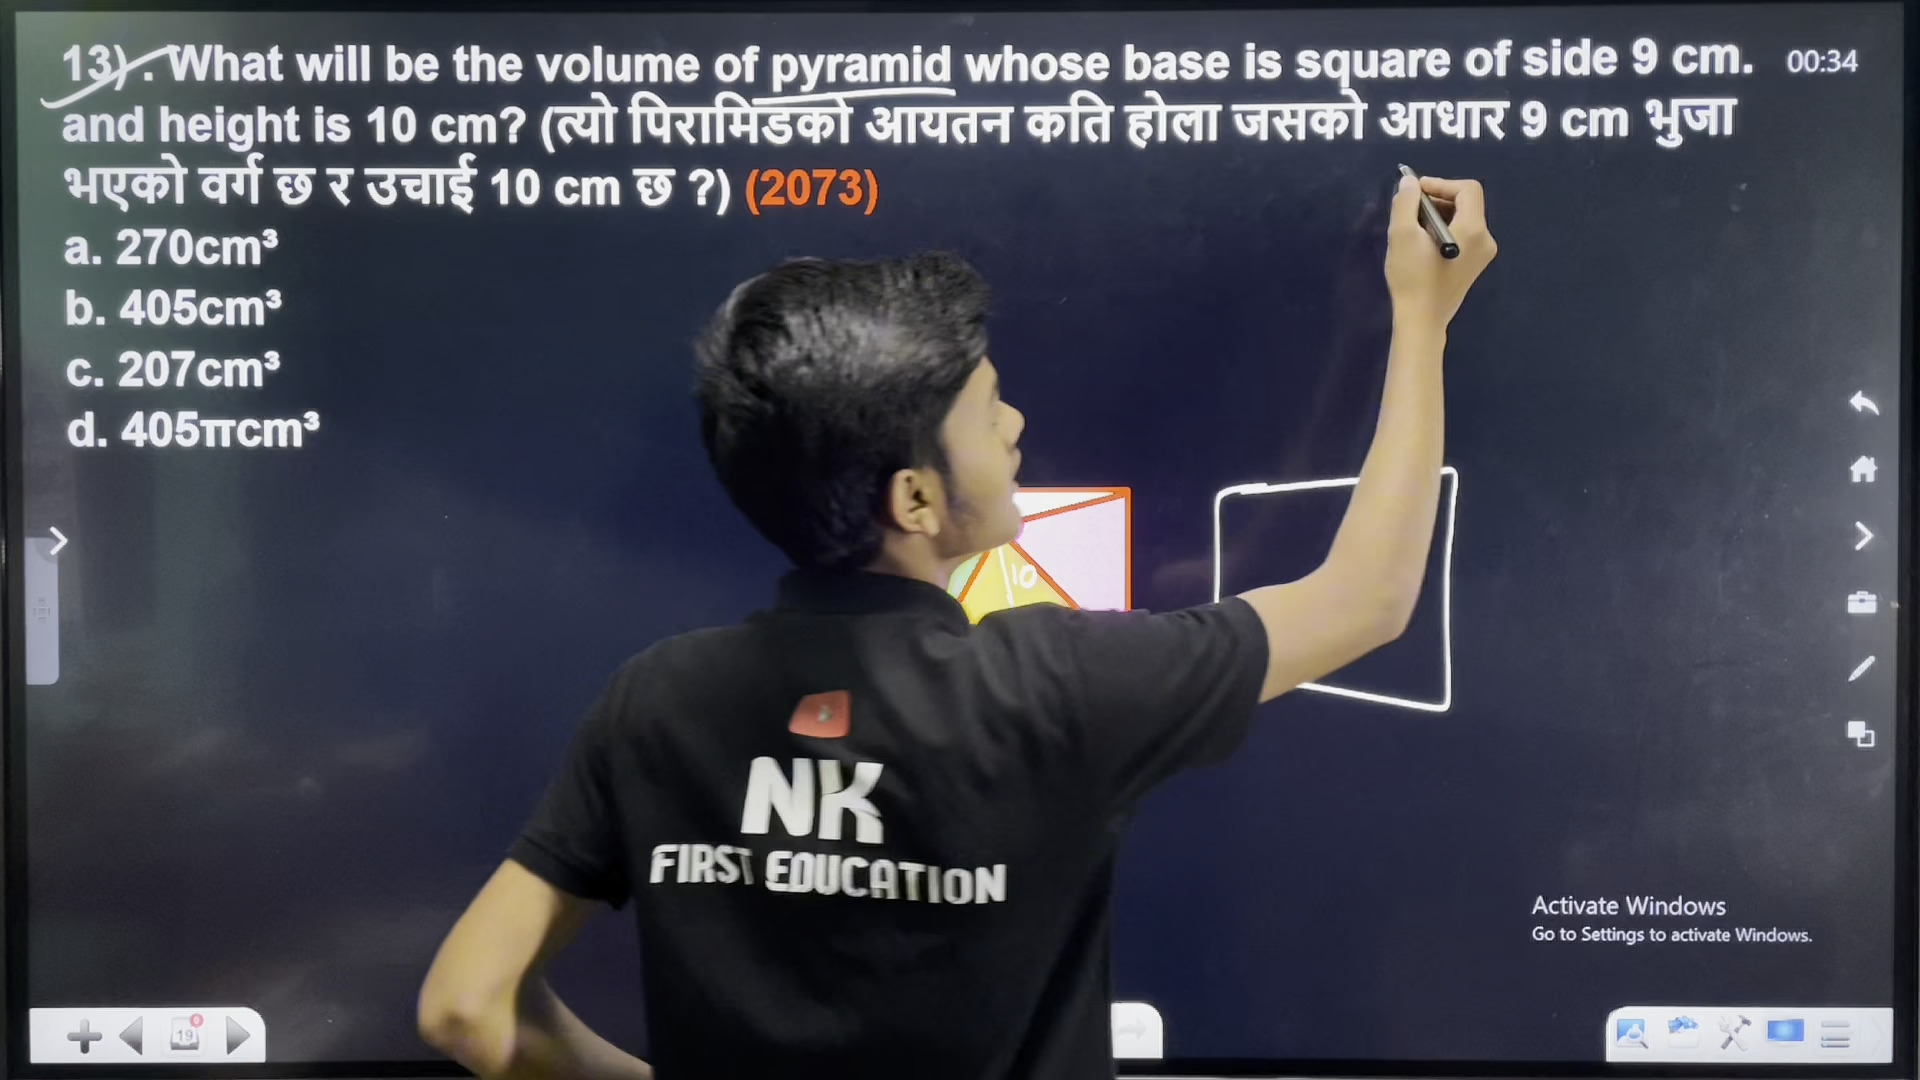 13). What will be the volume of pyramid whose base is square of side 9 cm.
and height is 10 cm? (त्यो पिरामिडको आयतन कति होला जसको आधार 9 cm भुजा
भएको वर्ग छ र उचाई 10 cm छ ?) (2073)
00:34
a. 270cm³
b. 405cm³
c. 207cm³
d. 405πcm³
10
NK
FIRST EDUCATION
Activate Windows
Go to Settings to activate Windows.
19